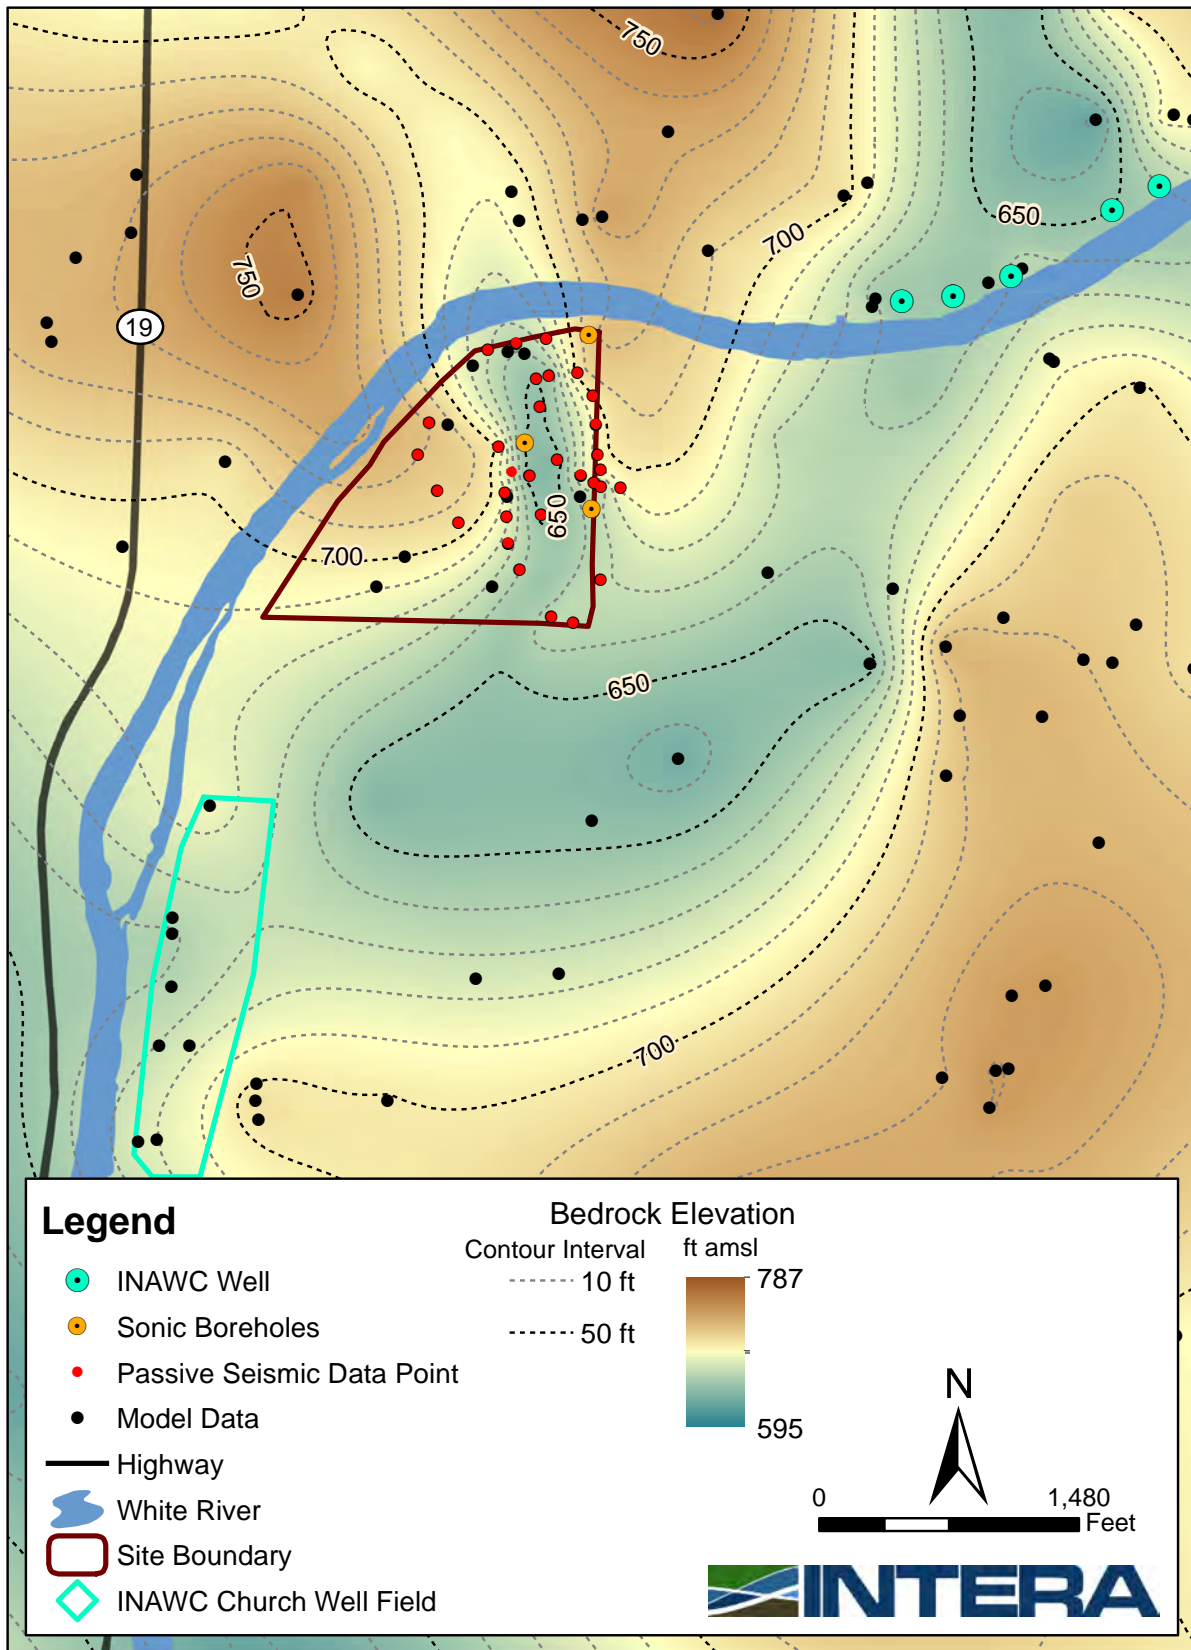 750
650
700
750
19
650
700
650
700
Legend
INAWC Well
Sonic Boreholes
Passive Seismic Data Point
Model Data
Highway
White River
Site Boundary
INAWC Church Well Field
Bedrock Elevation
Contour Interval
10 ft
50 ft
ft amsl
787
595
N
0 1,480
Feet
INTERA